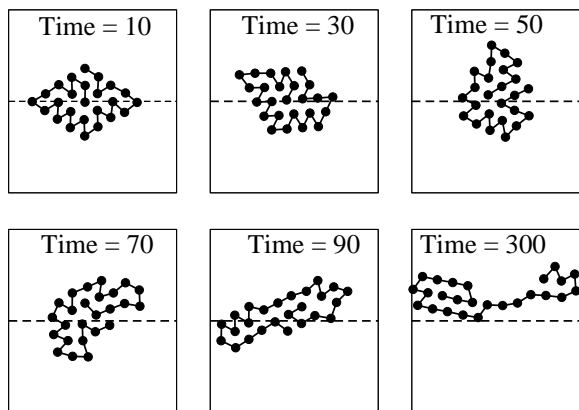 Time = 10
Time = 30
Time = 50
Time = 70
Time = 90
Time = 300